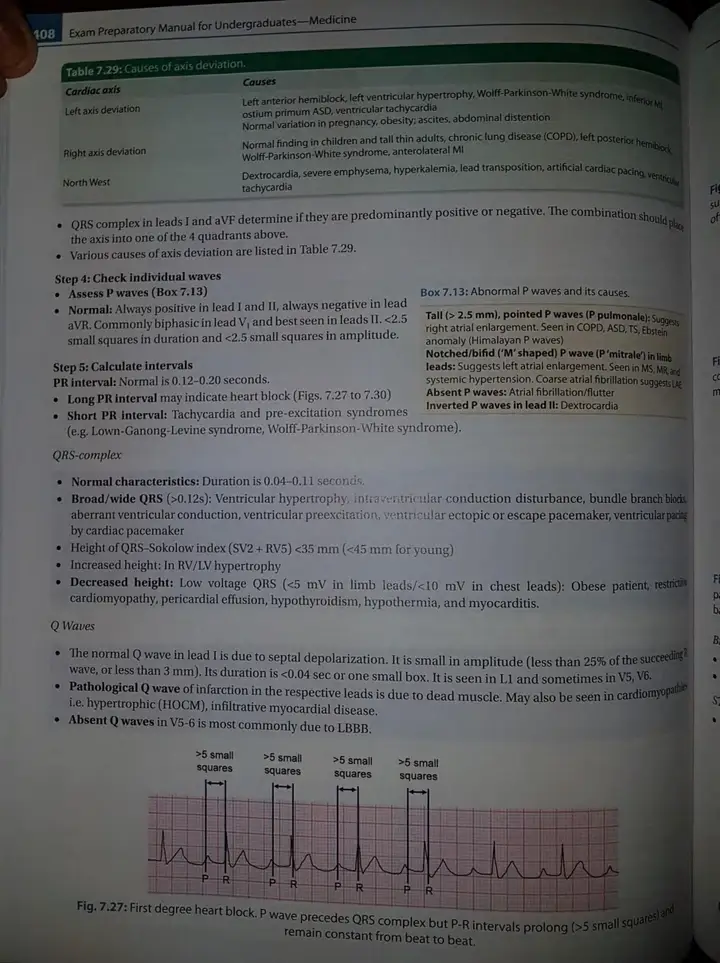 408 Exam Preparatory Manual for Undergraduates—Medicine
Table 7.29: Causes of axis deviation.
Cardiac axis Causes
Left axis deviation Left anterior hemiblock, left ventricular hypertrophy, Wolff-Parkinson-White syndrome, inferior MI,
ostium primum ASD, ventricular tachycardia
Normal variation in pregnancy, obesity; ascites, abdominal distention
Right axis deviation Normal finding in children and tall thin adults, chronic lung disease (COPD), left posterior hemiblock,
Wolff-Parkinson-White syndrome, anterolateral MI
North West Dextrocardia, severe emphysema, hyperkalemia, lead transposition, artificial cardiac pacing, ventricular
tachycardia
• QRS complex in leads I and aVF determine if they are predominantly positive or negative. The combination should place
the axis into one of the 4 quadrants above.
• Various causes of axis deviation are listed in Table 7.29.
Step 4: Check individual waves
• Assess P waves (Box 7.13)
• Normal: Always positive in lead I and II, always negative in lead
aVR. Commonly biphasic in lead V1 and best seen in leads II. <2.5
small squares in duration and <2.5 small squares in amplitude.
Step 5: Calculate intervals
PR interval: Normal is 0.12–0.20 seconds.
• Long PR interval may indicate heart block (Figs. 7.27 to 7.30)
• Short PR interval: Tachycardia and pre-excitation syndromes
(e.g. Lown-Ganong-Levine syndrome, Wolff-Parkinson-White syndrome).
Box 7.13: Abnormal P waves and its causes.
Tall (> 2.5 mm), pointed P waves (P pulmonale): Suggests
right atrial enlargement. Seen in COPD, ASD, TS, Ebstein
anomaly (Himalayan P waves)
Notched/bifid ('M' shaped) P wave (P 'mitrale') in limb
leads: Suggests left atrial enlargement. Seen in MS, MR, and
systemic hypertension. Coarse atrial fibrillation suggests LAE
Absent P waves: Atrial fibrillation/flutter
Inverted P waves in lead II: Dextrocardia
QRS-complex
• Normal characteristics: Duration is 0.04–0.11 seconds.
• Broad/wide QRS (>0.12s): Ventricular hypertrophy, intraventricular conduction disturbance, bundle branch blocks,
aberrant ventricular conduction, ventricular preexcitation, ventricular ectopic or escape pacemaker, ventricular pacing
by cardiac pacemaker
• Height of QRS–Sokolow index (SV2 + RV5) <35 mm (<45 mm for young)
• Increased height: In RV/LV hypertrophy
• Decreased height: Low voltage QRS (<5 mV in limb leads/<10 mV in chest leads): Obese patient, restrictive
cardiomyopathy, pericardial effusion, hypothyroidism, hypothermia, and myocarditis.
Q Waves
• The normal Q wave in lead I is due to septal depolarization. It is small in amplitude (less than 25% of the succeeding R
wave, or less than 3 mm). Its duration is <0.04 sec or one small box. It is seen in L1 and sometimes in V5, V6.
• Pathological Q wave of infarction in the respective leads is due to dead muscle. May also be seen in cardiomyopathies
i.e. hypertrophic (HOCM), infiltrative myocardial disease.
• Absent Q waves in V5-6 is most commonly due to LBBB.
>5 small >5 small >5 small >5 small
squares squares squares squares
P R P R P R P R
Fig. 7.27: First degree heart block. P wave precedes QRS complex but P-R intervals prolong (>5 small squares) and
remain constant from beat to beat.